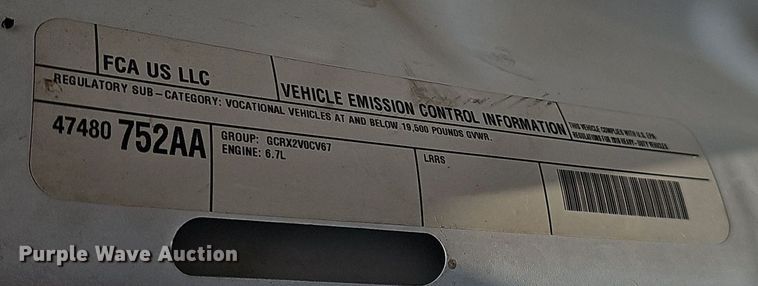 FCA US LLC
VEHICLE EMISSION CONTROL INFORMATION
THIS VEHICLE COMPLIES WITH U.S. EPA
REGULATIONS FOR HEAVY-DUTY VEHICLES
REGULATORY SUB-CATEGORY: VOCATIONAL VEHICLES AT AND BELOW 19,500 POUNDS GVWR.
47480 752AA
GROUP: GCRX2V0CV67
ENGINE: 6.7L
LRRS
Purple Wave Auction